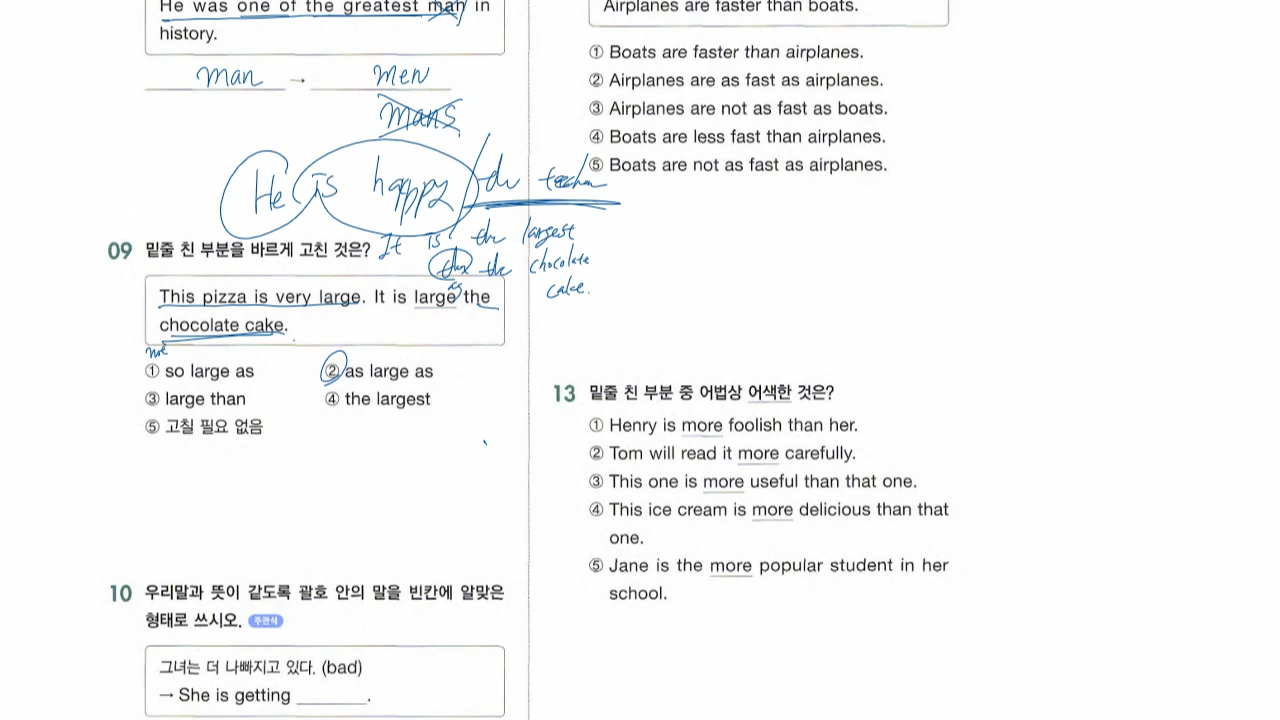 He was one of the greatest man in
history.
man → men
mans
He is happy
09 밑줄 친 부분을 바르게 고친 것은?
It is the largest
the chocolate
cake.
This pizza is very large. It is large the
as
chocolate cake.
① so large as ② as large as
③ large than ④ the largest
⑤ 고칠 필요 없음
10 우리말과 뜻이 같도록 괄호 안의 말을 빈칸에 알맞은
형태로 쓰시오. 주관식
그녀는 더 나빠지고 있다. (bad)
→ She is getting ______.
Airplanes are faster than boats.
① Boats are faster than airplanes.
② Airplanes are as fast as airplanes.
③ Airplanes are not as fast as boats.
④ Boats are less fast than airplanes.
⑤ Boats are not as fast as airplanes.
13 밑줄 친 부분 중 어법상 어색한 것은?
① Henry is more foolish than her.
② Tom will read it more carefully.
③ This one is more useful than that one.
④ This ice cream is more delicious than that
one.
⑤ Jane is the more popular student in her
school.